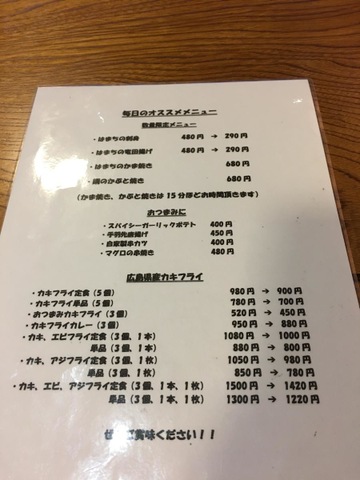 毎日のオススメメニュー
数量限定メニュー
・はまちの刺身 480円 → 290円
・はまちの竜田揚げ 480円 → 290円
・はまちのかま焼き 680円
・鯛のかぶと焼き 680円
(かま焼き、かぶと焼きは15分ほどお時間頂きます)
おつまみに
・スパイシーガーリックポテト 400円
・手羽先唐揚げ 450円
・自家製串カツ 400円
・マグロの串焼き 480円
広島県産カキフライ
・カキフライ定食(5個) 980円 → 900円
・カキフライ単品(5個) 780円 → 700円
・おつまみカキフライ(3個) 520円 → 450円
・カキフライカレー(3個) 950円 → 880円
・カキ、エビフライ定食(3個、1本) 1080円 → 1000円
単品(3個、1本) 880円 → 800円
・カキ、アジフライ定食(3個、1枚) 1050円 → 980円
単品(3個、1枚) 850円 → 780円
・カキ、エビ、アジフライ定食(3個、1本、1枚) 1500円 → 1420円
単品(3個、1本、1枚) 1300円 → 1220円
ご賞味ください!!